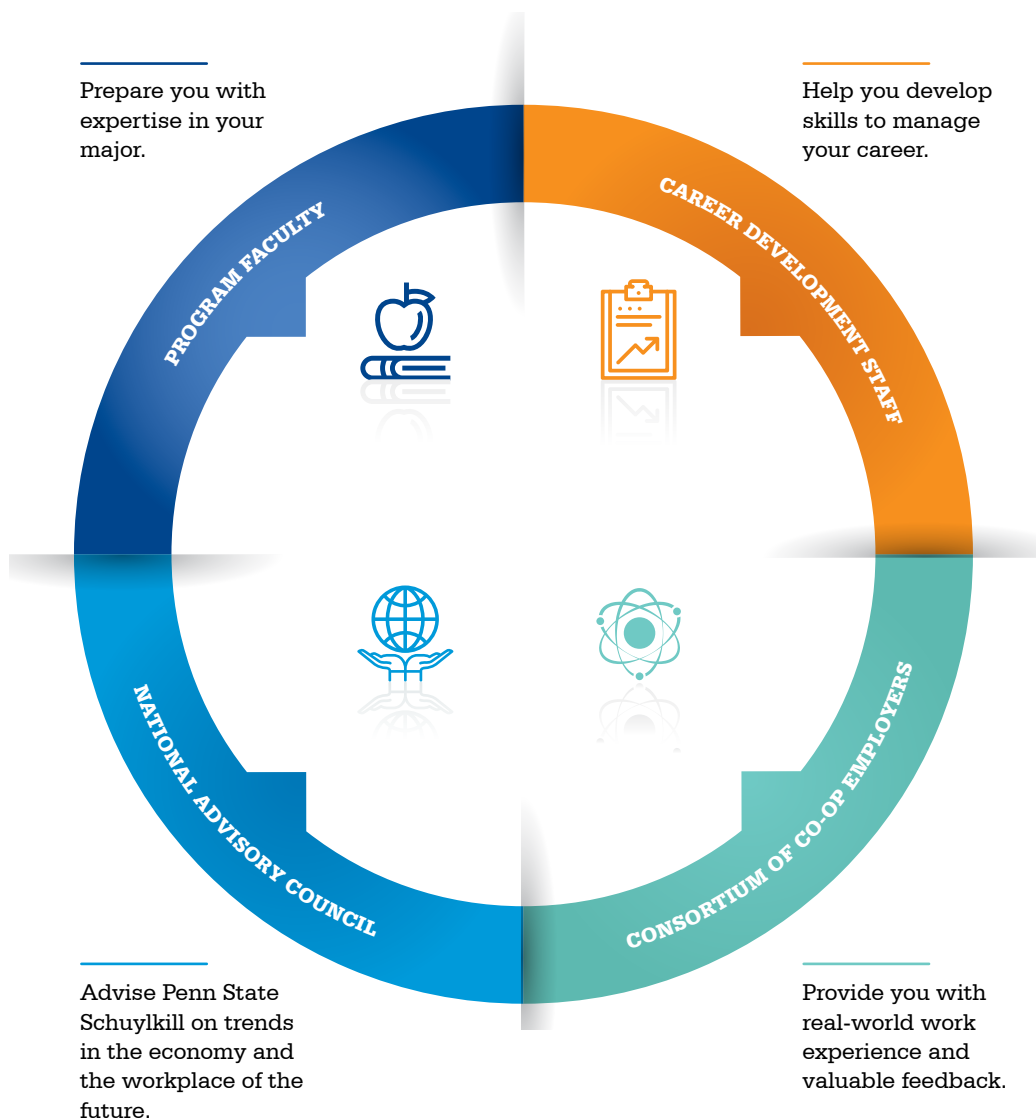 Prepare you with
expertise in your
major.
Help you develop
skills to manage
your career.
PROGRAM FACULTY
CAREER DEVELOPMENT STAFF
NATIONAL ADVISORY COUNCIL
CONSORTIUM OF CO-OP EMPLOYERS
Advise Penn State
Schuylkill on trends
in the economy and
the workplace of the
future.
Provide you with
real-world work
experience and
valuable feedback.